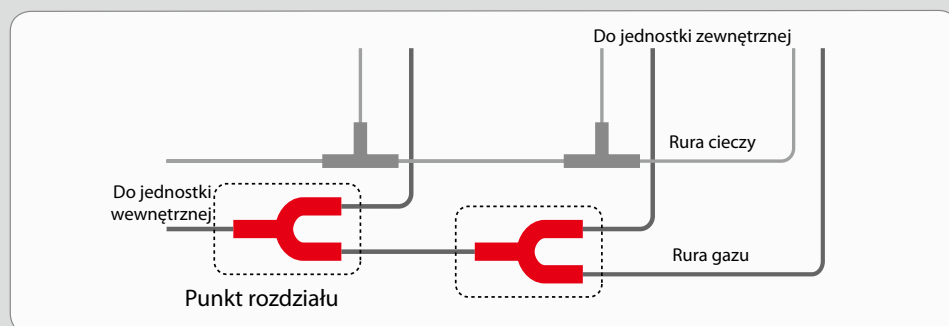 Do jednostki zewnętrznej
Rura cieczy
Do jednostki
wewnętrznej
Rura gazu
Punkt rozdziału